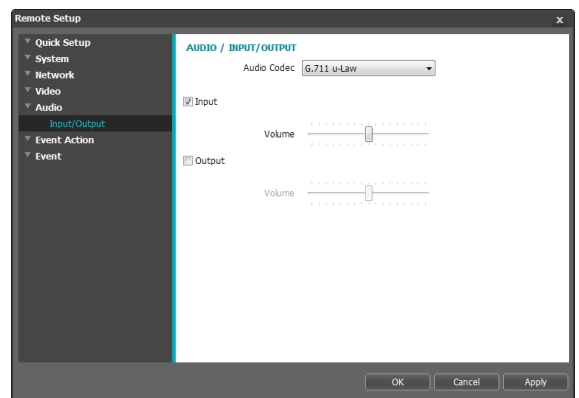 Remote Setup
x
Quick Setup
System
Network
Video
Audio
Input/Output
Event Action
Event
AUDIO / INPUT/OUTPUT
Audio Codec G.711 u-Law
Input
Volume
Output
Volume
OK Cancel Apply